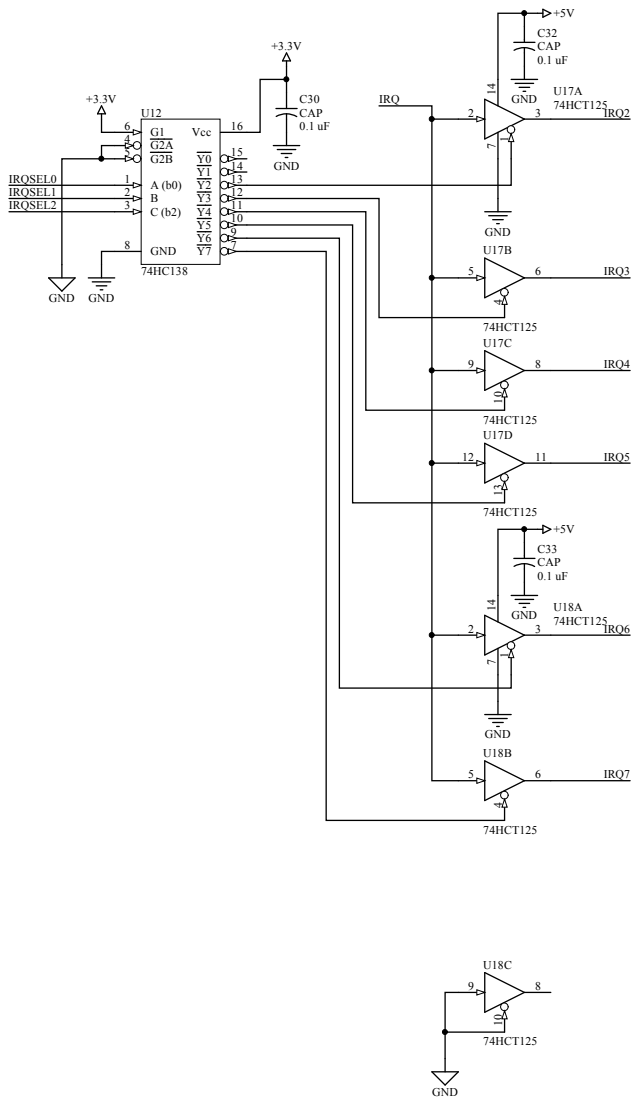 +5V
C32
CAP
0.1 uF
14
GND
U17A
74HCT125
IRQ
2
3
IRQ2
1
7
GND
+3.3V
C30
CAP
0.1 uF
GND
+3.3V
U12
6
G1
Vcc
16
4
G2A
5
G2B
Y0
15
Y1
14
IRQSEL0
1
A (b0)
Y2
13
IRQSEL1
2
B
Y3
12
IRQSEL2
3
C (b2)
Y4
11
Y5
10
Y6
9
8
GND
Y7
7
74HC138
GND
GND
U17B
5
6
IRQ3
4
74HCT125
U17C
9
8
IRQ4
10
74HCT125
U17D
12
11
IRQ5
13
74HCT125
+5V
C33
CAP
0.1 uF
14
GND
U18A
74HCT125
2
3
IRQ6
1
7
GND
U18B
5
6
IRQ7
4
74HCT125
U18C
9
8
10
74HCT125
GND